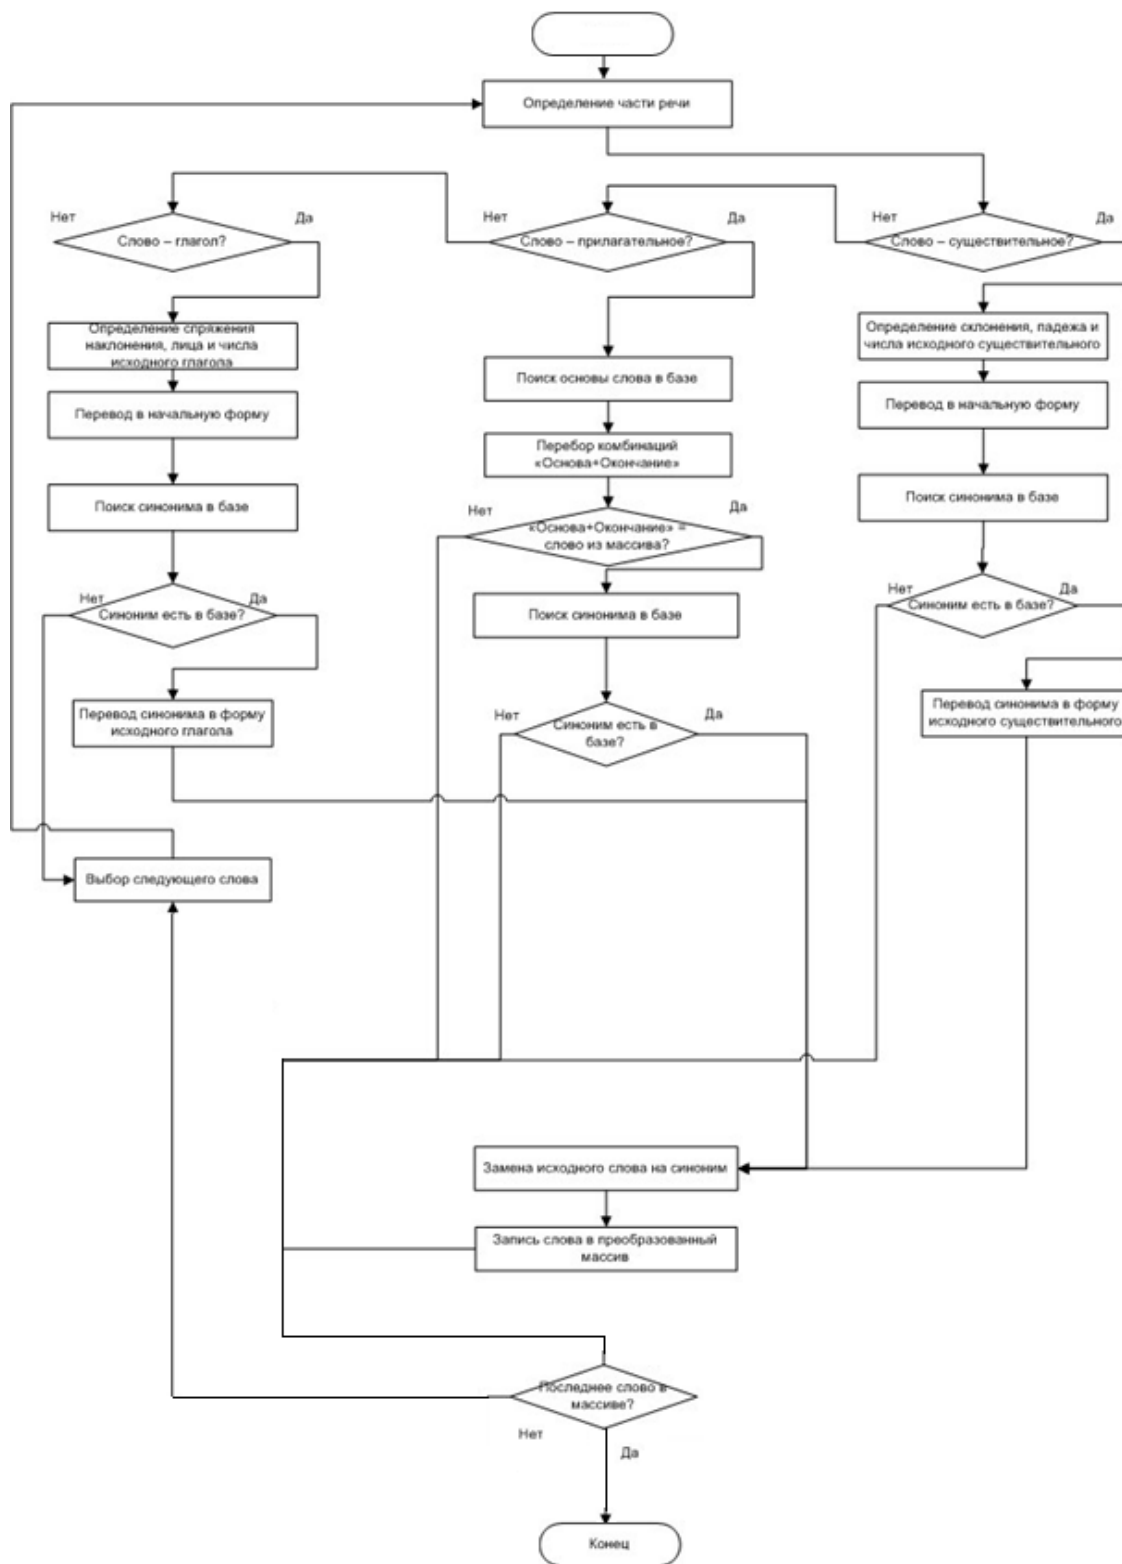 Определение части речи
Нет
Да
Слово – глагол?
Нет
Да
Слово – прилагательное?
Нет
Да
Слово – существительное?
Определение спряжения
наклонения, лица и числа
исходного глагола
Перевод в начальную форму
Поиск синонима в базе
Нет
Да
Синоним есть в базе?
Перевод синонима в форму
исходного глагола
Выбор следующего слова
Поиск основы слова в базе
Перебор комбинаций
«Основа+Окончание»
Нет
Да
«Основа+Окончание» =
слово из массива?
Поиск синонима в базе
Нет
Да
Синоним есть в
базе?
Определение склонения, падежа и
числа исходного существительного
Перевод в начальную форму
Поиск синонима в базе
Нет
Да
Синоним есть в базе?
Перевод синонима в форму
исходного существительного
Замена исходного слова на синоним
Запись слова в преобразованный
массив
Последнее слово в
массиве?
Нет
Да
Конец